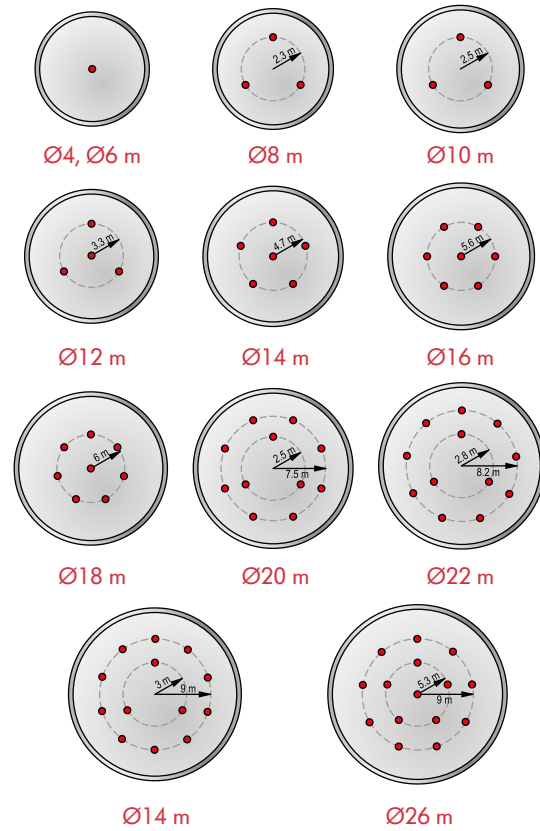 2.3 m
2.5 m
Ø4, Ø6 m
Ø8 m
Ø10 m
3.3 m
4.7 m
5.6 m
Ø12 m
Ø14 m
Ø16 m
6 m
2.5 m
7.5 m
2.8 m
8.2 m
Ø18 m
Ø20 m
Ø22 m
3 m
9 m
5.3 m
9 m
Ø14 m
Ø26 m